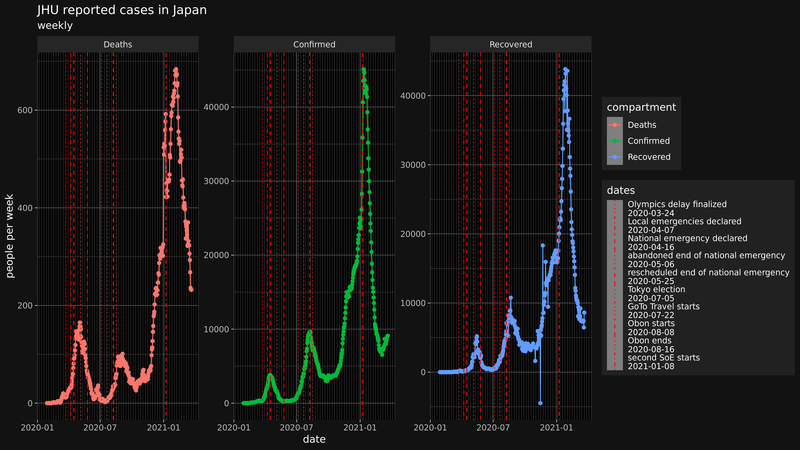 JHU reported cases in Japan
weekly
Deaths
Confirmed
Recovered
people per week
600
400
200
0
40000
30000
20000
10000
0
40000
30000
20000
10000
0
2020-01
2020-07
2021-01
2020-01
2020-07
2021-01
2020-01
2020-07
2021-01
date
compartment
Deaths
Confirmed
Recovered
dates
Olympics delay finalized
2020-03-24
Local emergencies declared
2020-04-07
National emergency declared
2020-04-16
abandoned end of national emergency
2020-05-06
rescheduled end of national emergency
2020-05-25
Tokyo election
2020-07-05
GoTo Travel starts
2020-07-22
Obon starts
2020-08-08
Obon ends
2020-08-16
second SoE starts
2021-01-08